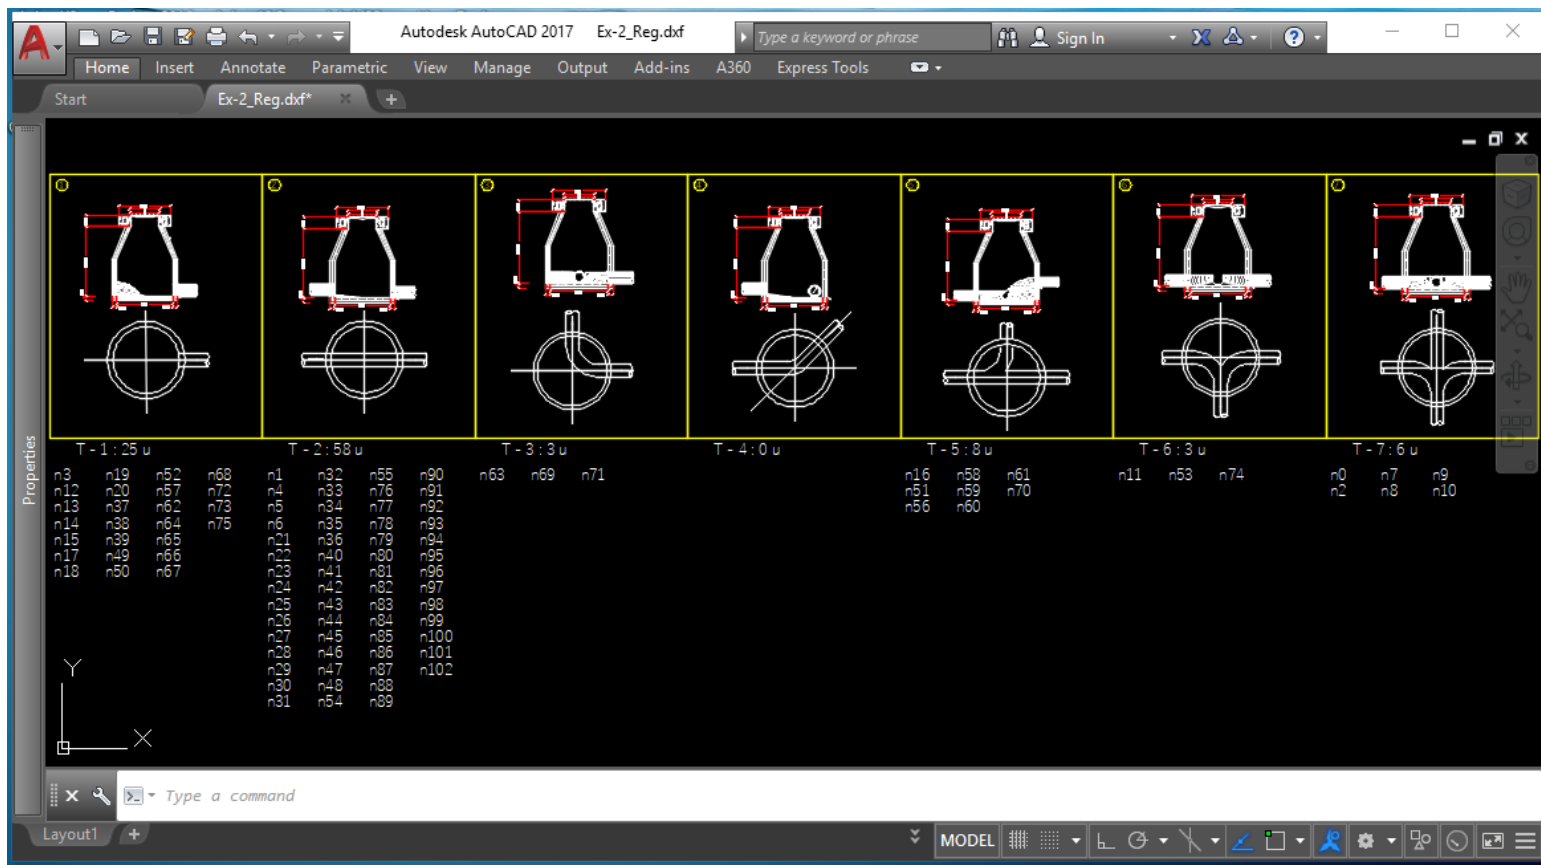 Autodesk AutoCAD 2017 Ex-2_Reg.dxf Type a keyword or phrase Sign In
Home Insert Annotate Parametric View Manage Output Add-ins A360 Express Tools
Start Ex-2_Reg.dxf*
Properties
1 2 3 4 5 6 7
T-1:25u T-2:58u T-3:3u T-4:0u T-5:8u T-6:3u T-7:6u
n3 n19 n52 n68 n1 n32 n55 n90 n63 n69 n71 n16 n58 n61 n11 n53 n74 n0 n7 n9
n12 n20 n57 n72 n4 n33 n76 n91 n51 n59 n70 n2 n8 n10
n13 n37 n62 n73 n5 n34 n77 n92 n56 n60
n14 n38 n64 n75 n6 n35 n78 n93
n15 n39 n65 n21 n36 n79 n94
n17 n49 n66 n22 n40 n80 n95
n18 n50 n67 n23 n41 n81 n96
n24 n42 n82 n97
n25 n43 n83 n98
n26 n44 n84 n99
n27 n45 n85 n100
n28 n46 n86 n101
n29 n47 n87 n102
n30 n48 n88
n31 n54 n89
Y
X
Type a command
Layout1 MODEL